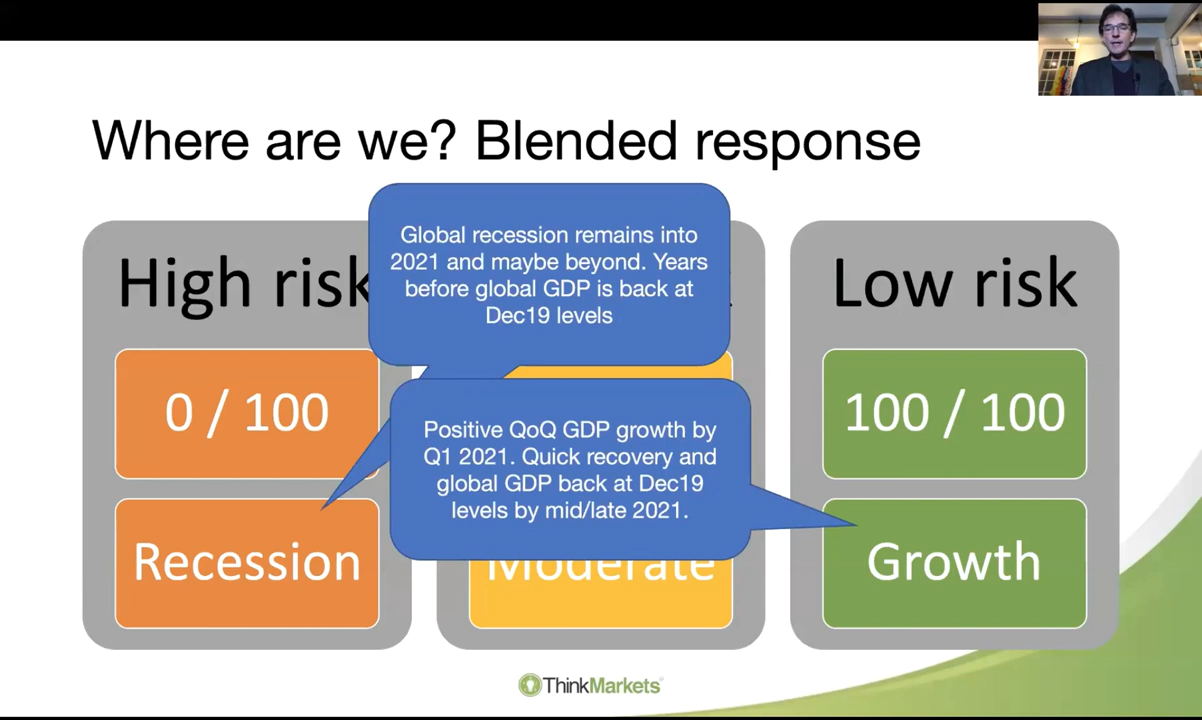 Where are we? Blended response
High risk
0 / 100
Recession
Global recession remains into
2021 and maybe beyond. Years
before global GDP is back at
Dec19 levels
Positive QoQ GDP growth by
Q1 2021. Quick recovery and
global GDP back at Dec19
levels by mid/late 2021.
Moderate
Low risk
100 / 100
Growth
ThinkMarkets